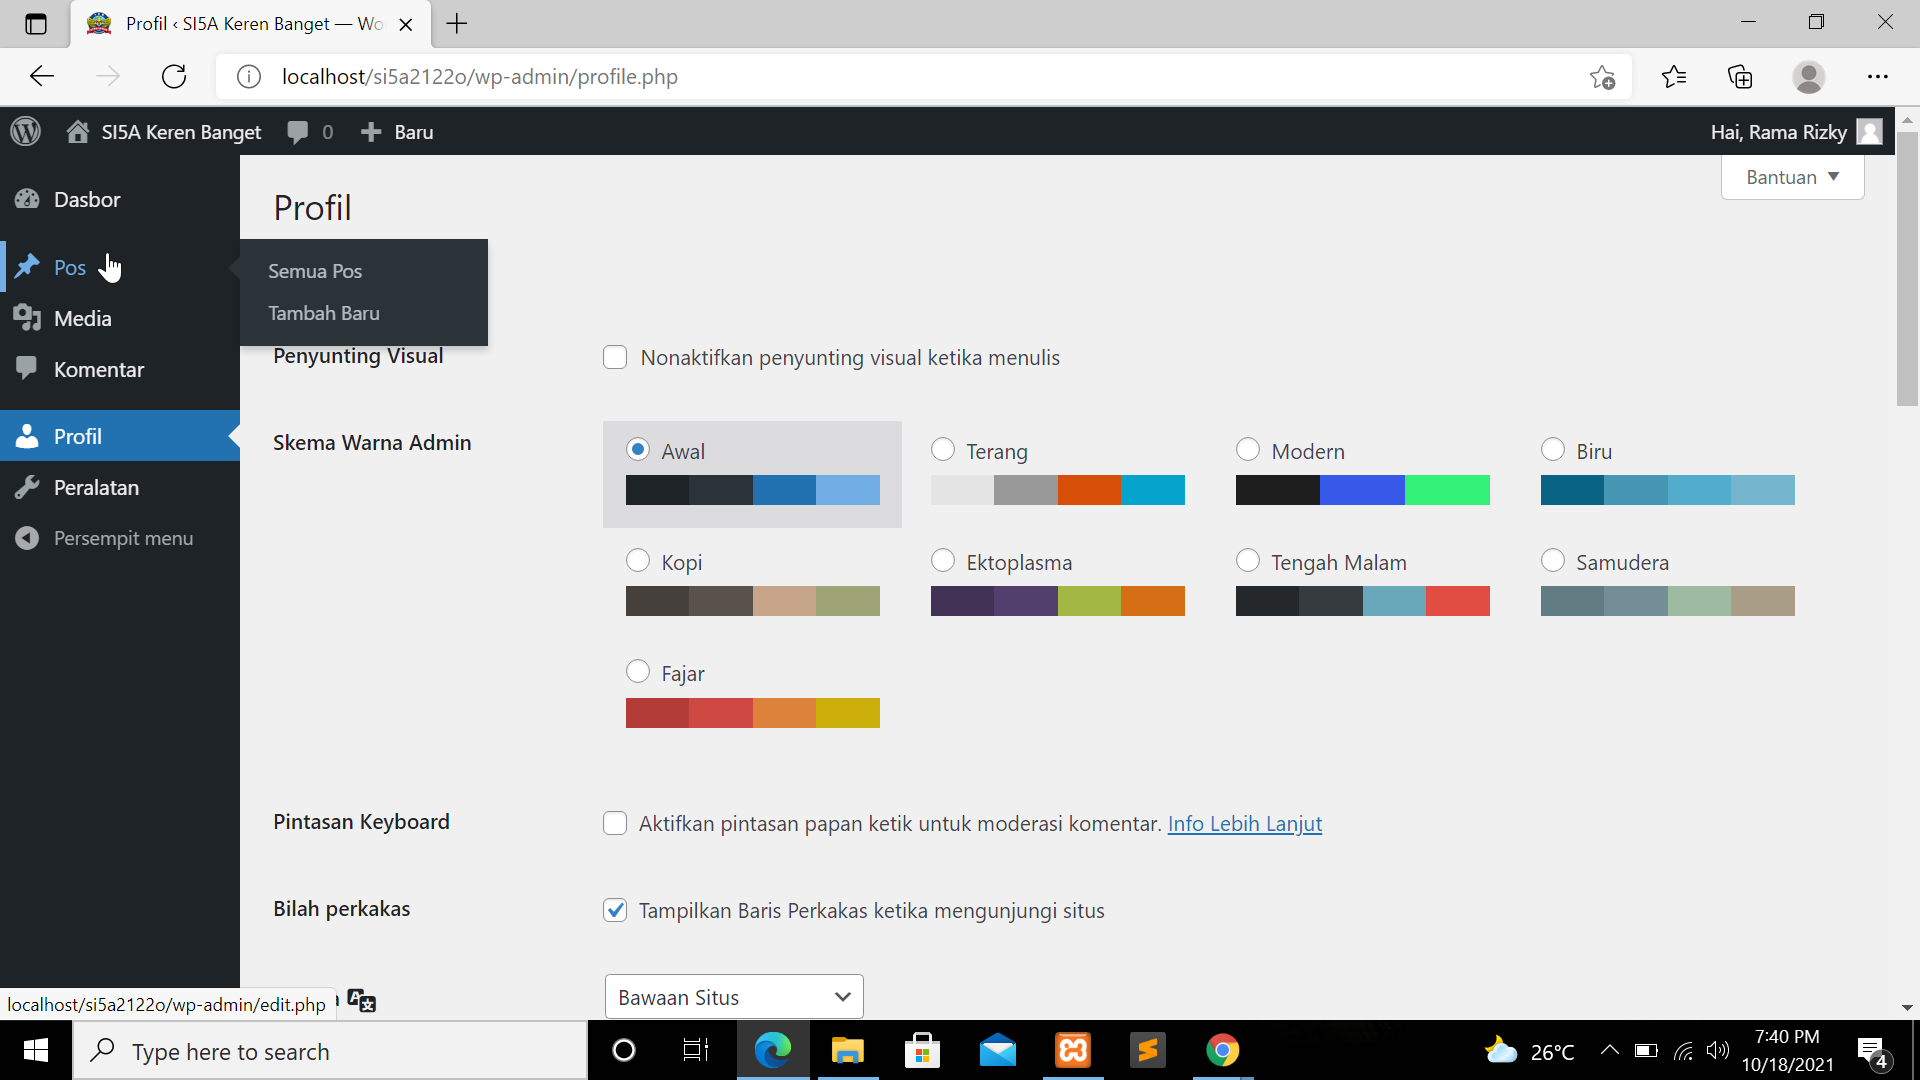 Profil ‹ SI5A Keren Banget — Wo
localhost/si5a2122o/wp-admin/profile.php
SI5A Keren Banget 0 Baru
Hai, Rama Rizky
Bantuan
Dasbor
Pos
Media
Komentar
Profil
Peralatan
Persempit menu
Semua Pos
Tambah Baru
Profil
Penyunting Visual
Nonaktifkan penyunting visual ketika menulis
Skema Warna Admin
Awal
Terang
Modern
Biru
Kopi
Ektoplasma
Tengah Malam
Samudera
Fajar
Pintasan Keyboard
Aktifkan pintasan papan ketik untuk moderasi komentar. Info Lebih Lanjut
Bilah perkakas
Tampilkan Baris Perkakas ketika mengunjungi situs
Bawaan Situs
localhost/si5a2122o/wp-admin/edit.php
Type here to search
26°C
7:40 PM
10/18/2021
4